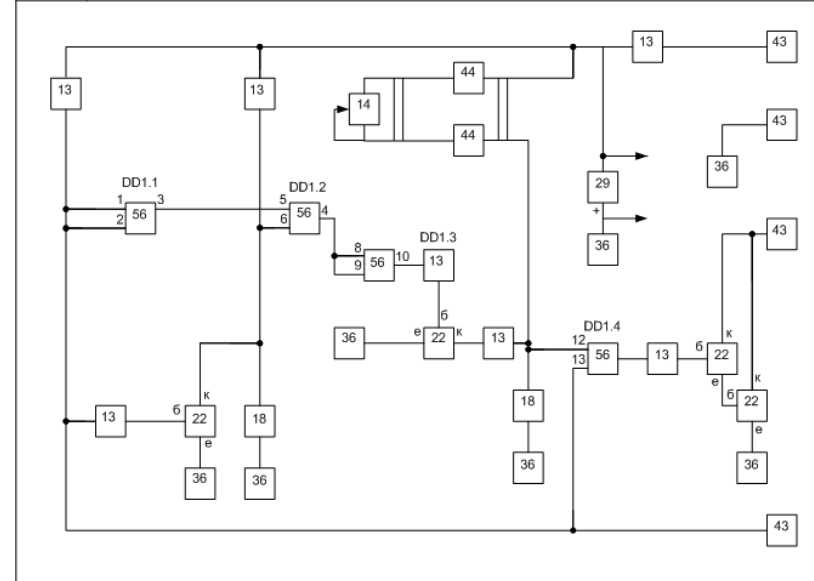 13 43
44
13 13 14 43
44 36
DD1.1 DD1.2 29
1 3 5 +
56 56 4
2 6 43
DD1.3 36
8 10 13
56
9
б DD1.4 к
36 е 22 к 13 12 56 13 б 22
13
е к
к 18 б 22
13 б 22 18 е
е
36 36 36 36
43